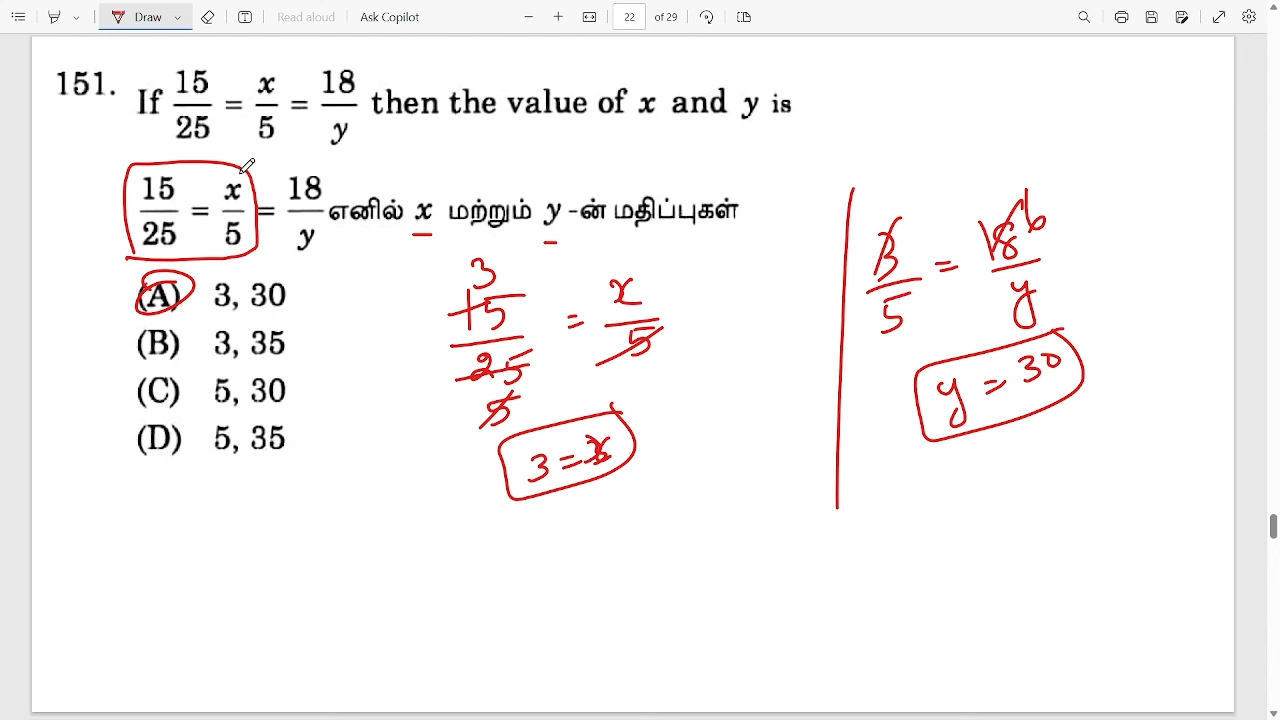 Draw
Read aloud
Ask Copilot
22 of 29
151. If 15/25 = x/5 = 18/y then the value of x and y is
15/25 = x/5 = 18/y எனில் x மற்றும் y -ன் மதிப்புகள்
(A) 3, 30
(B) 3, 35
(C) 5, 30
(D) 5, 35
3
15/25 = x/5
5
3 = x
3/5 = 18/y
6
y = 30